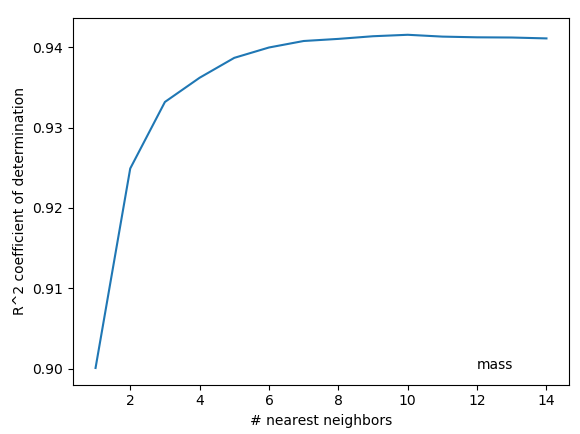 0.94
0.93
0.92
0.91
0.90
R^2 coefficient of determination
mass
2 4 6 8 10 12 14
# nearest neighbors